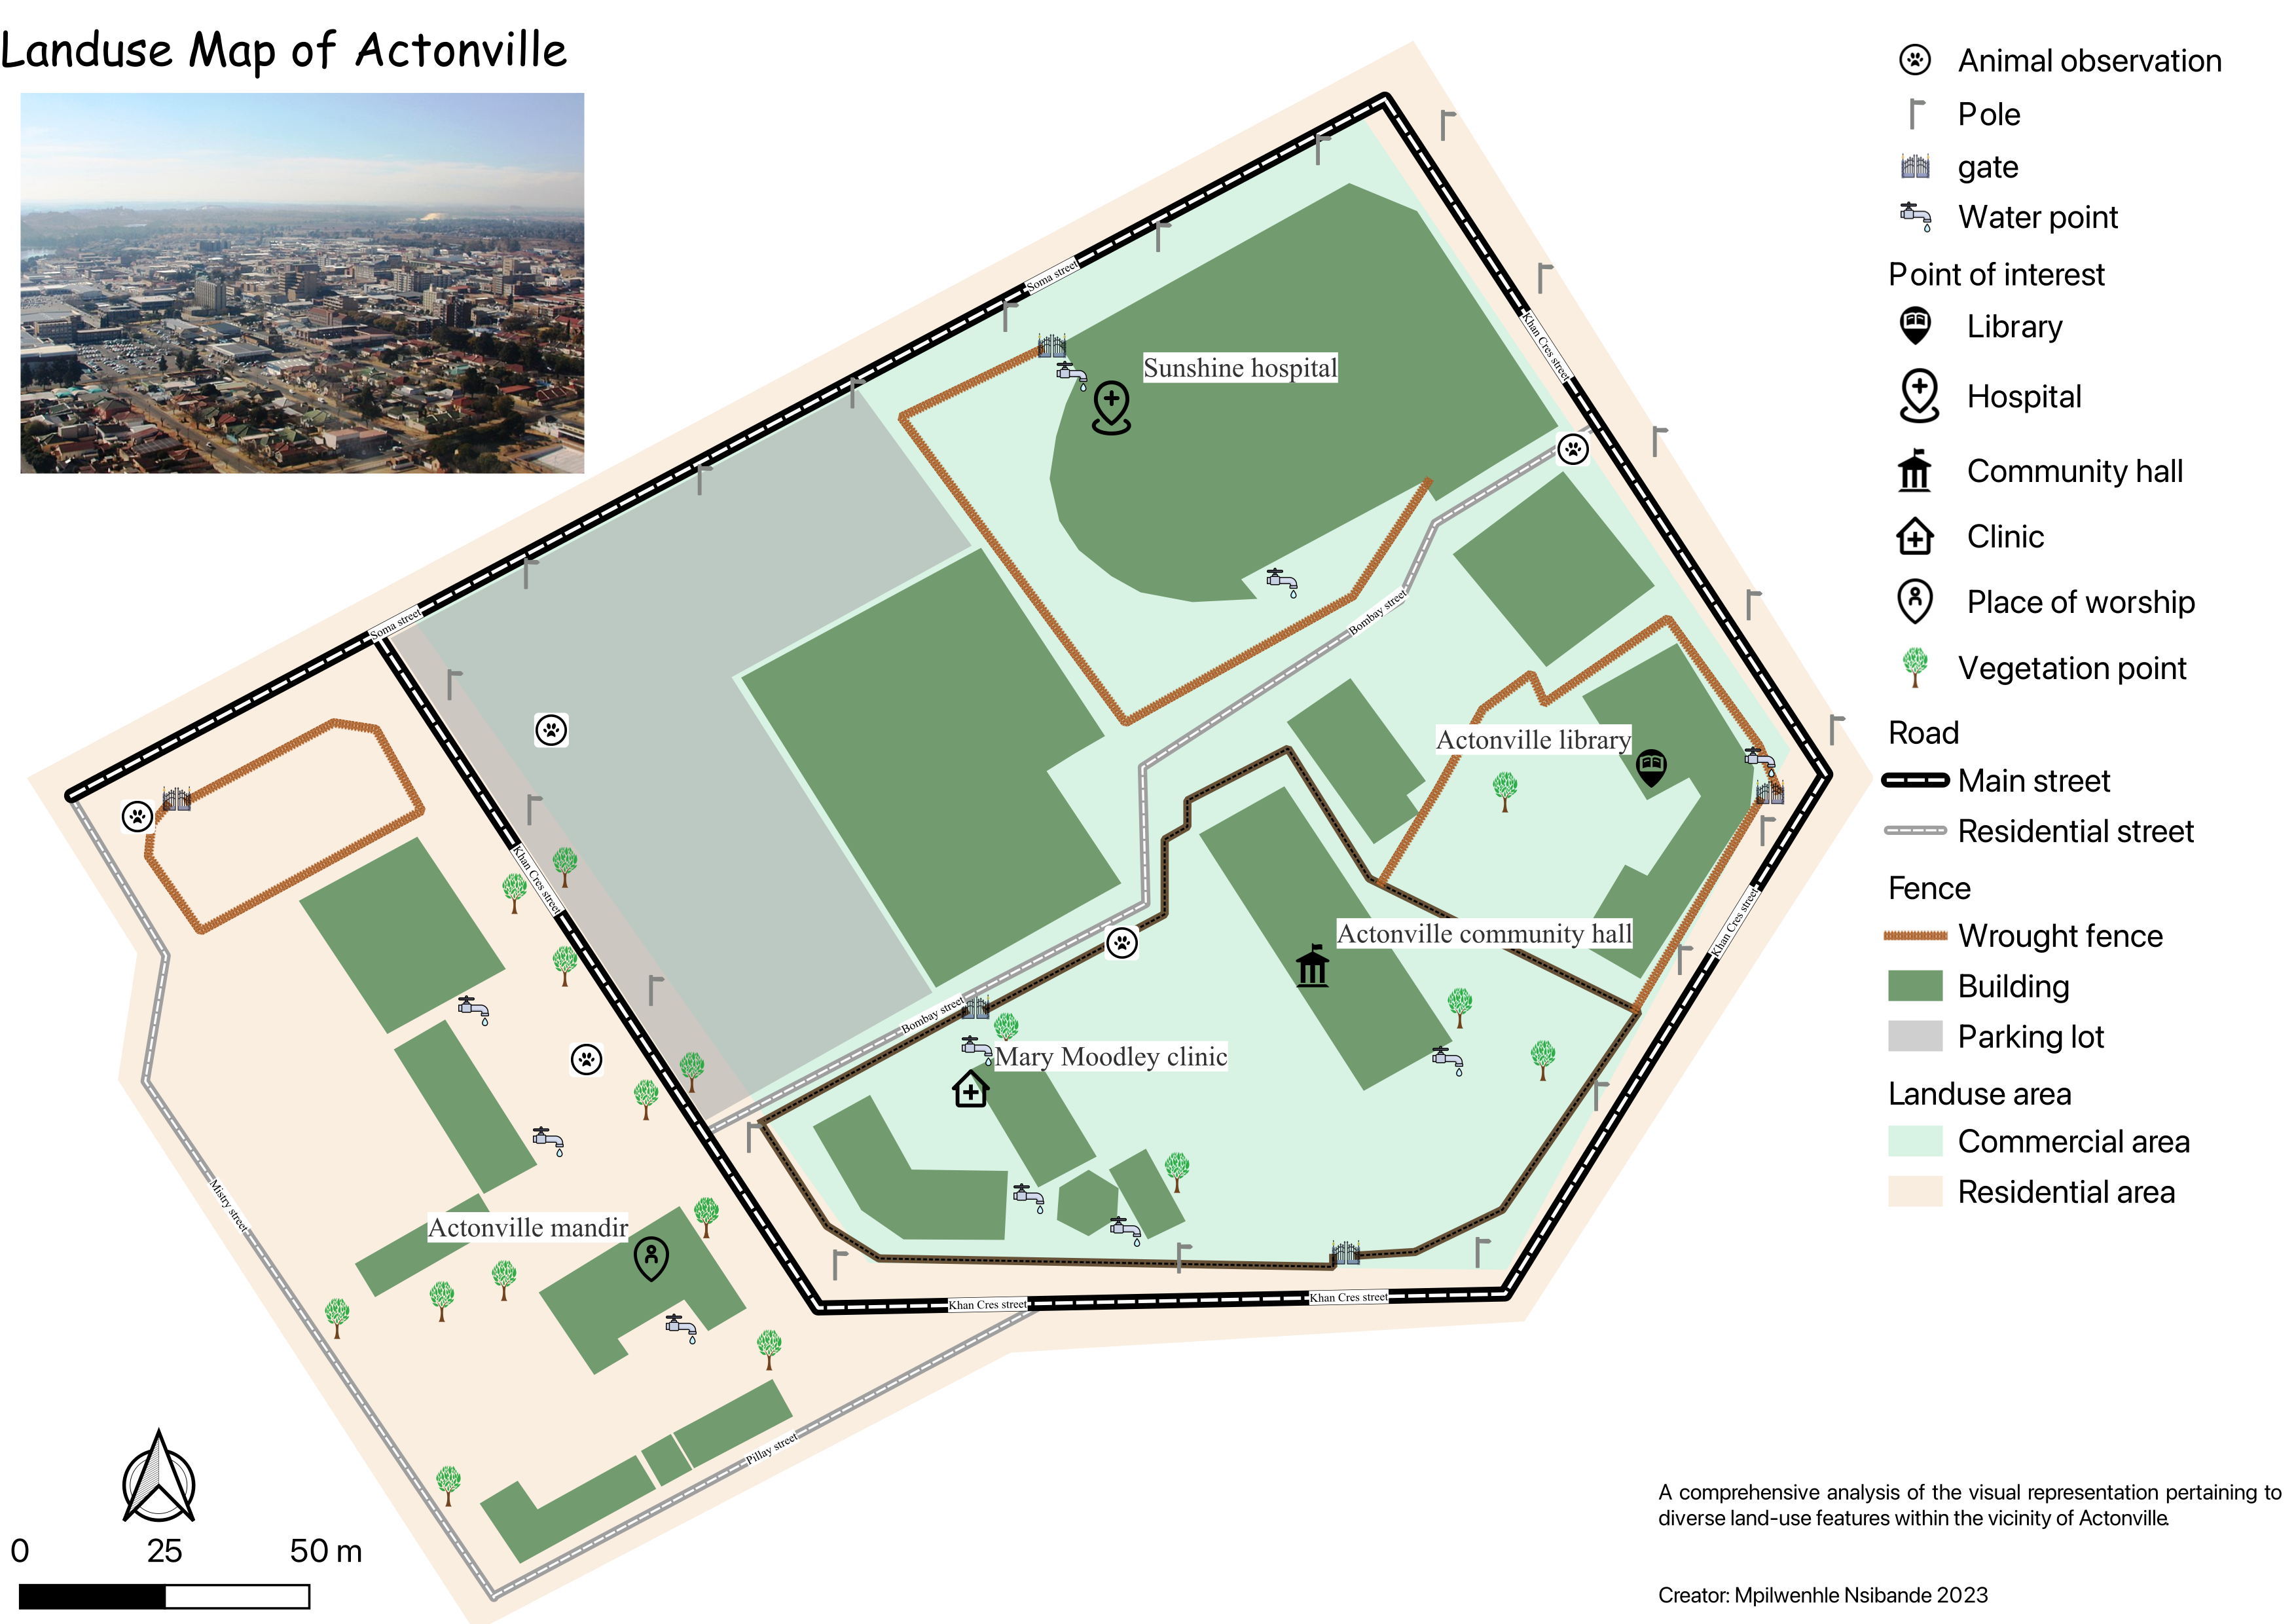 Landuse Map of Actonville
Animal observation
Pole
gate
Water point
Point of interest
Library
Hospital
Community hall
Clinic
Place of worship
Vegetation point
Road
Main street
Residential street
Fence
Wrought fence
Building
Parking lot
Landuse area
Commercial area
Residential area
Soma street
Khan Cres street
Sunshine hospital
Soma street
Bombay street
Actonville library
Khan Cres street
Khan Cres street
Actonville community hall
Bombay street
Mary Moodley clinic
Mistry street
Actonville mandir
Khan Cres street
Khan Cres street
Pillay street
0 25 50 m
A comprehensive analysis of the visual representation pertaining to
diverse land-use features within the vicinity of Actonville.
Creator: Mpilwenhle Nsibande 2023